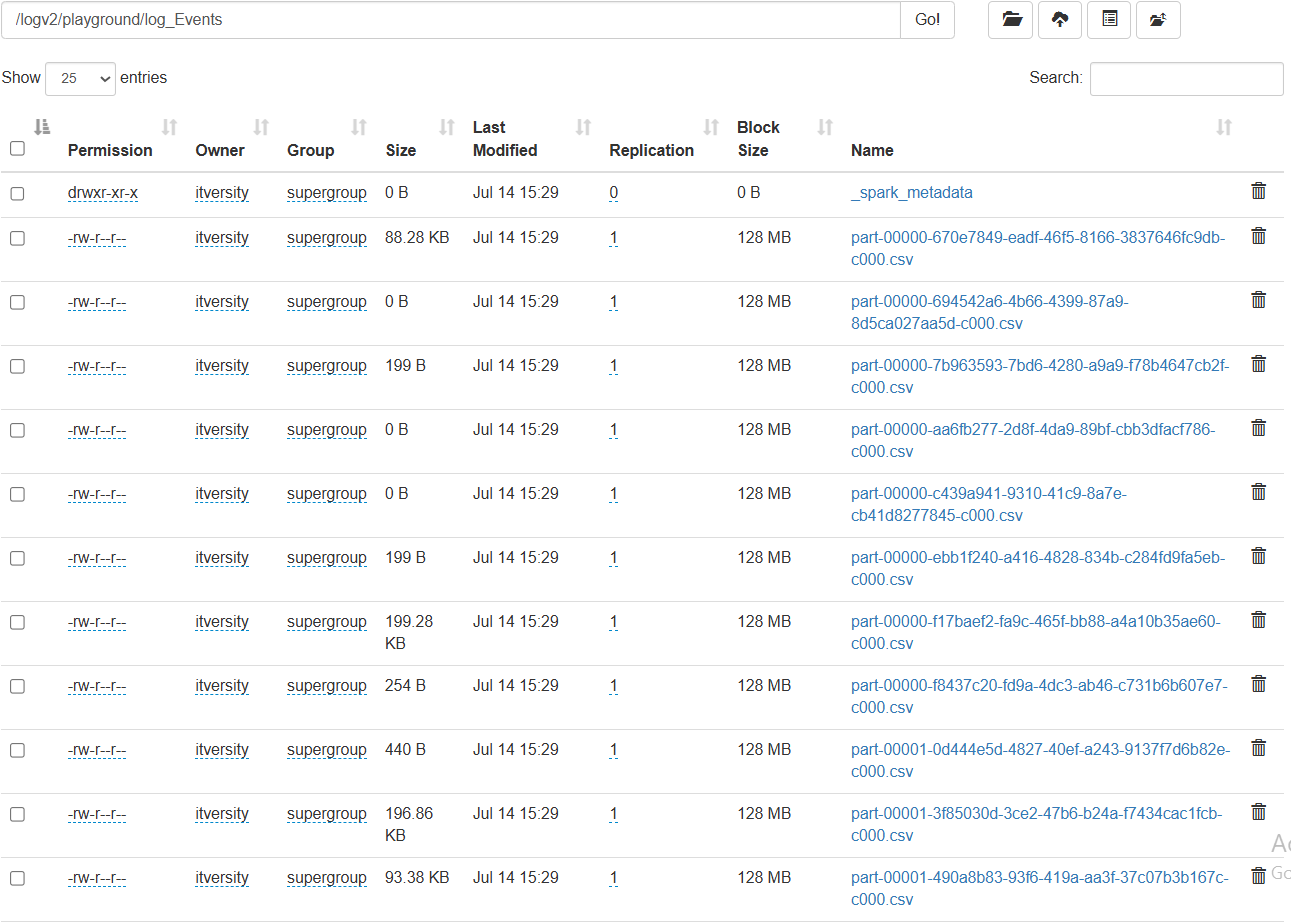 /logv2/playground/log_Events Go!
Show 25 entries Search:
Last Block
Permission Owner Group Size Modified Replication Size Name
drwxr-xr-x itversity supergroup 0 B Jul 14 15:29 0 0 B _spark_metadata
-rw-r--r-- itversity supergroup 88.28 KB Jul 14 15:29 1 128 MB part-00000-670e7849-eadf-46f5-8166-3837646fc9db-
c000.csv
-rw-r--r-- itversity supergroup 0 B Jul 14 15:29 1 128 MB part-00000-694542a6-4b66-4399-87a9-
8d5ca027aa5d-c000.csv
-rw-r--r-- itversity supergroup 199 B Jul 14 15:29 1 128 MB part-00000-7b963593-7bd6-4280-a9a9-f78b4647cb2f-
c000.csv
-rw-r--r-- itversity supergroup 0 B Jul 14 15:29 1 128 MB part-00000-aa6fb277-2d8f-4da9-89bf-cbb3dfacf786-
c000.csv
-rw-r--r-- itversity supergroup 0 B Jul 14 15:29 1 128 MB part-00000-c439a941-9310-41c9-8a7e-
cb41d8277845-c000.csv
-rw-r--r-- itversity supergroup 199 B Jul 14 15:29 1 128 MB part-00000-ebb1f240-a416-4828-834b-c284fd9fa5eb-
c000.csv
-rw-r--r-- itversity supergroup 199.28 Jul 14 15:29 1 128 MB part-00000-f17baef2-fa9c-465f-bb88-a4a10b35ae60-
KB c000.csv
-rw-r--r-- itversity supergroup 254 B Jul 14 15:29 1 128 MB part-00000-f8437c20-fd9a-4dc3-ab46-c731b6b607e7-
c000.csv
-rw-r--r-- itversity supergroup 440 B Jul 14 15:29 1 128 MB part-00001-0d444e5d-4827-40ef-a243-9137f7d6b82e-
c000.csv
-rw-r--r-- itversity supergroup 196.86 Jul 14 15:29 1 128 MB part-00001-3f85030d-3ce2-47b6-b24a-f7434cac1fcb-
KB c000.csv
-rw-r--r-- itversity supergroup 93.38 KB Jul 14 15:29 1 128 MB part-00001-490a8b83-93f6-419a-aa3f-37c07b3b167c-
c000.csv